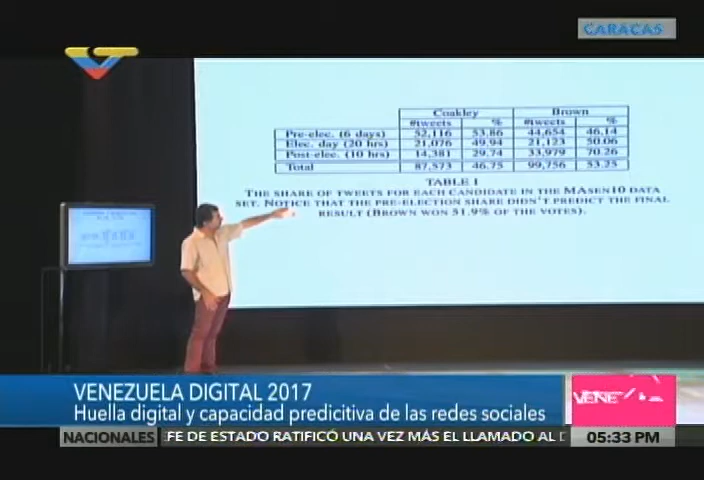 CARACAS
Coakley Brown
#tweets % #tweets %
Pre-elec. (6 days) 52,116 53.86 44,654 46.14
Elec. day (20 hrs) 21,076 49.94 21,123 50.06
Post-elec. (10 hrs) 14,381 29.74 33,979 70.26
Total 87,573 46.75 99,756 53.25
TABLE I
THE SHARE OF TWEETS FOR EACH CANDIDATE IN THE MASEN10 DATA
SET. NOTICE THAT THE PRE-ELECTION SHARE DIDN'T PREDICT THE FINAL
RESULT (BROWN WON 51.9% OF THE VOTES).
VENEZUELA DIGITAL 2017
Huella digital y capacidad predicitiva de las redes sociales
VENE
NACIONALES FE DE ESTADO RATIFICÓ UNA VEZ MÁS EL LLAMADO AL 05:33 PM